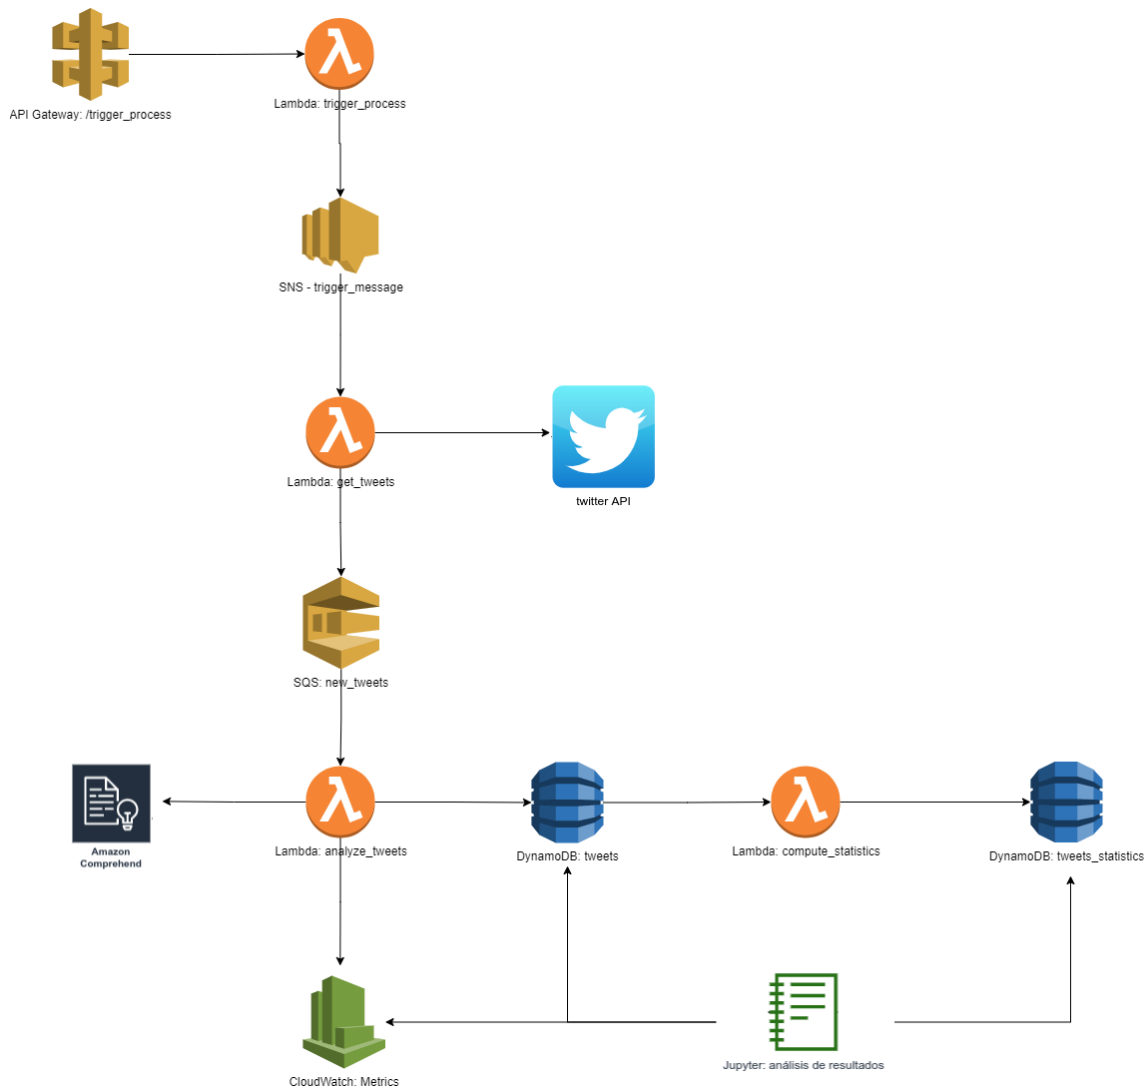 API Gateway: /trigger_process
Lambda: trigger_process
SNS - trigger_message
Lambda: get_tweets
twitter API
SQS: new_tweets
Amazon
Comprehend
Lambda: analyze_tweets
DynamoDB: tweets
Lambda: compute_statistics
DynamoDB: tweets_statistics
CloudWatch: Metrics
Jupyter: análisis de resultados